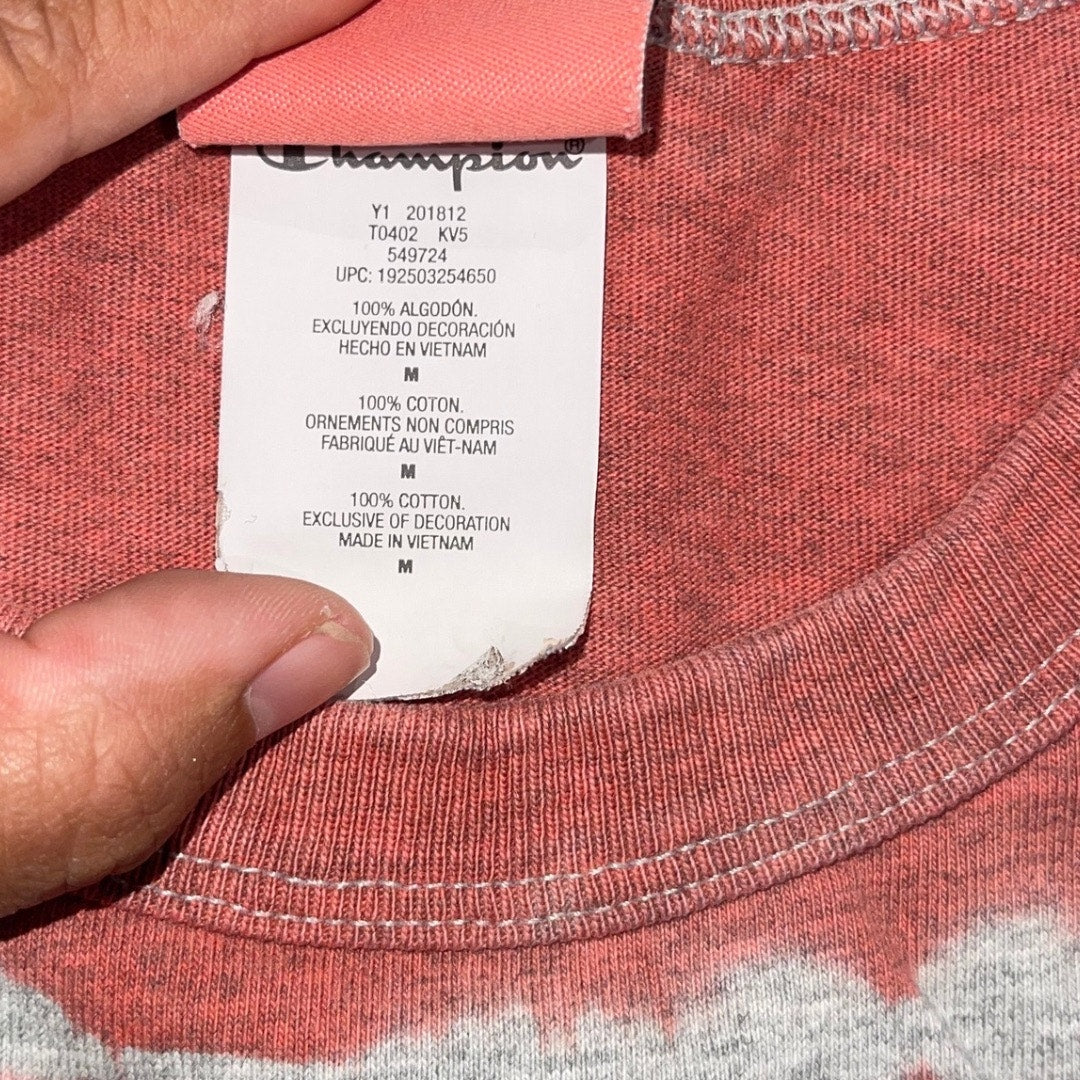 Champion®
Y1 201812
T0402 KV5
549724
UPC: 192503254650
100% ALGODÓN.
EXCLUYENDO DECORACIÓN
HECHO EN VIETNAM
M
100% COTON.
ORNEMENTS NON COMPRIS
FABRIQUÉ AU VIÊT-NAM
M
100% COTTON.
EXCLUSIVE OF DECORATION
MADE IN VIETNAM
M